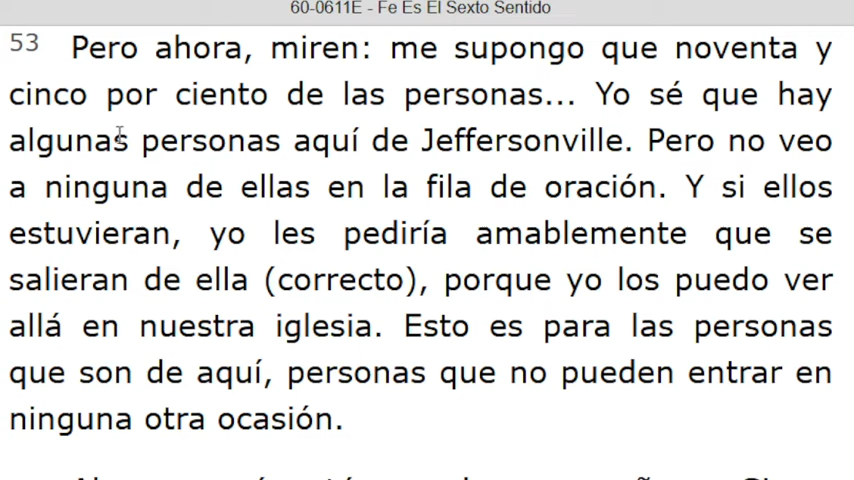 60-0611E - Fe Es El Sexto Sentido
53 Pero ahora, miren: me supongo que noventa y
cinco por ciento de las personas... Yo sé que hay
algunas personas aquí de Jeffersonville. Pero no veo
a ninguna de ellas en la fila de oración. Y si ellos
estuvieran, yo les pediría amablemente que se
salieran de ella (correcto), porque yo los puedo ver
allá en nuestra iglesia. Esto es para las personas
que son de aquí, personas que no pueden entrar en
ninguna otra ocasión.